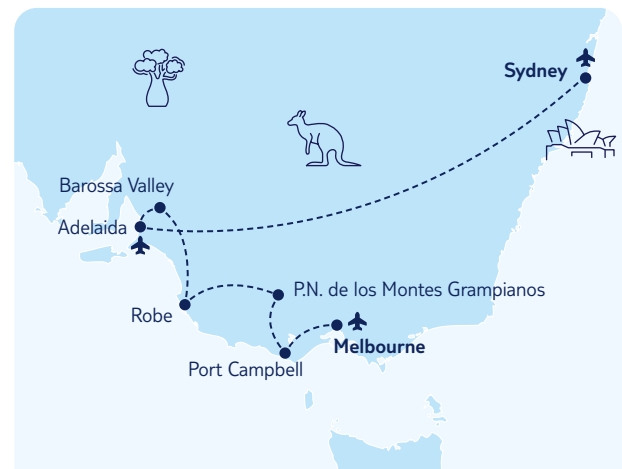 Sydney
Barossa Valley
Adelaida
P.N. de los Montes Grampianos
Robe
Melbourne
Port Campbell